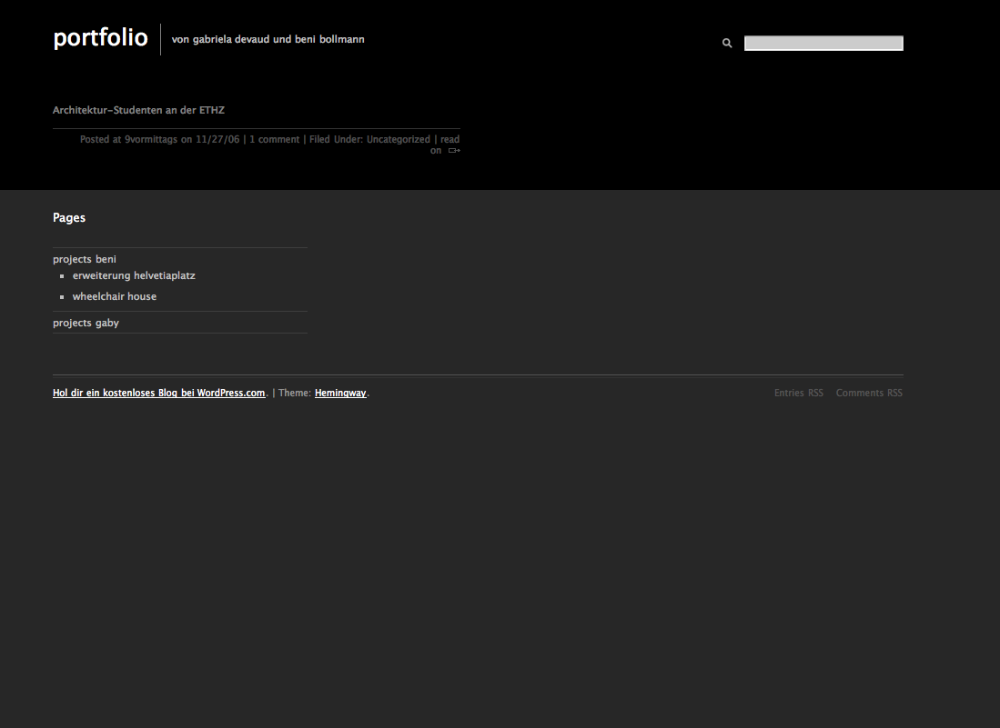 portfolio
von gabriela devaud und beni bollmann
Architektur-Studenten an der ETHZ
Posted at 9vormittags on 11/27/06 | 1 comment | Filed Under: Uncategorized | read
on
Pages
projects beni
erweiterung helvetiaplatz
wheelchair house
projects gaby
Hol dir ein kostenloses Blog bei WordPress.com. | Theme: Hemingway.
Entries RSS Comments RSS